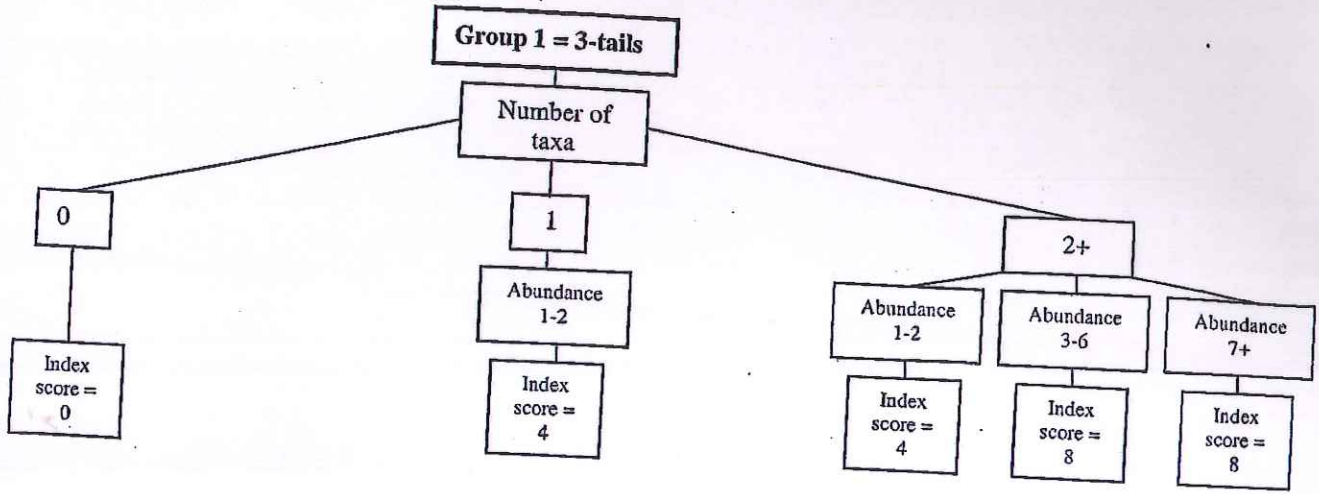 Group 1 = 3-tails
Number of
taxa
0
1
2+
Abundance
1-2
Abundance
1-2
Abundance
3-6
Abundance
7+
Index
score =
0
Index
score =
4
Index
score =
4
Index
score =
8
Index
score =
8